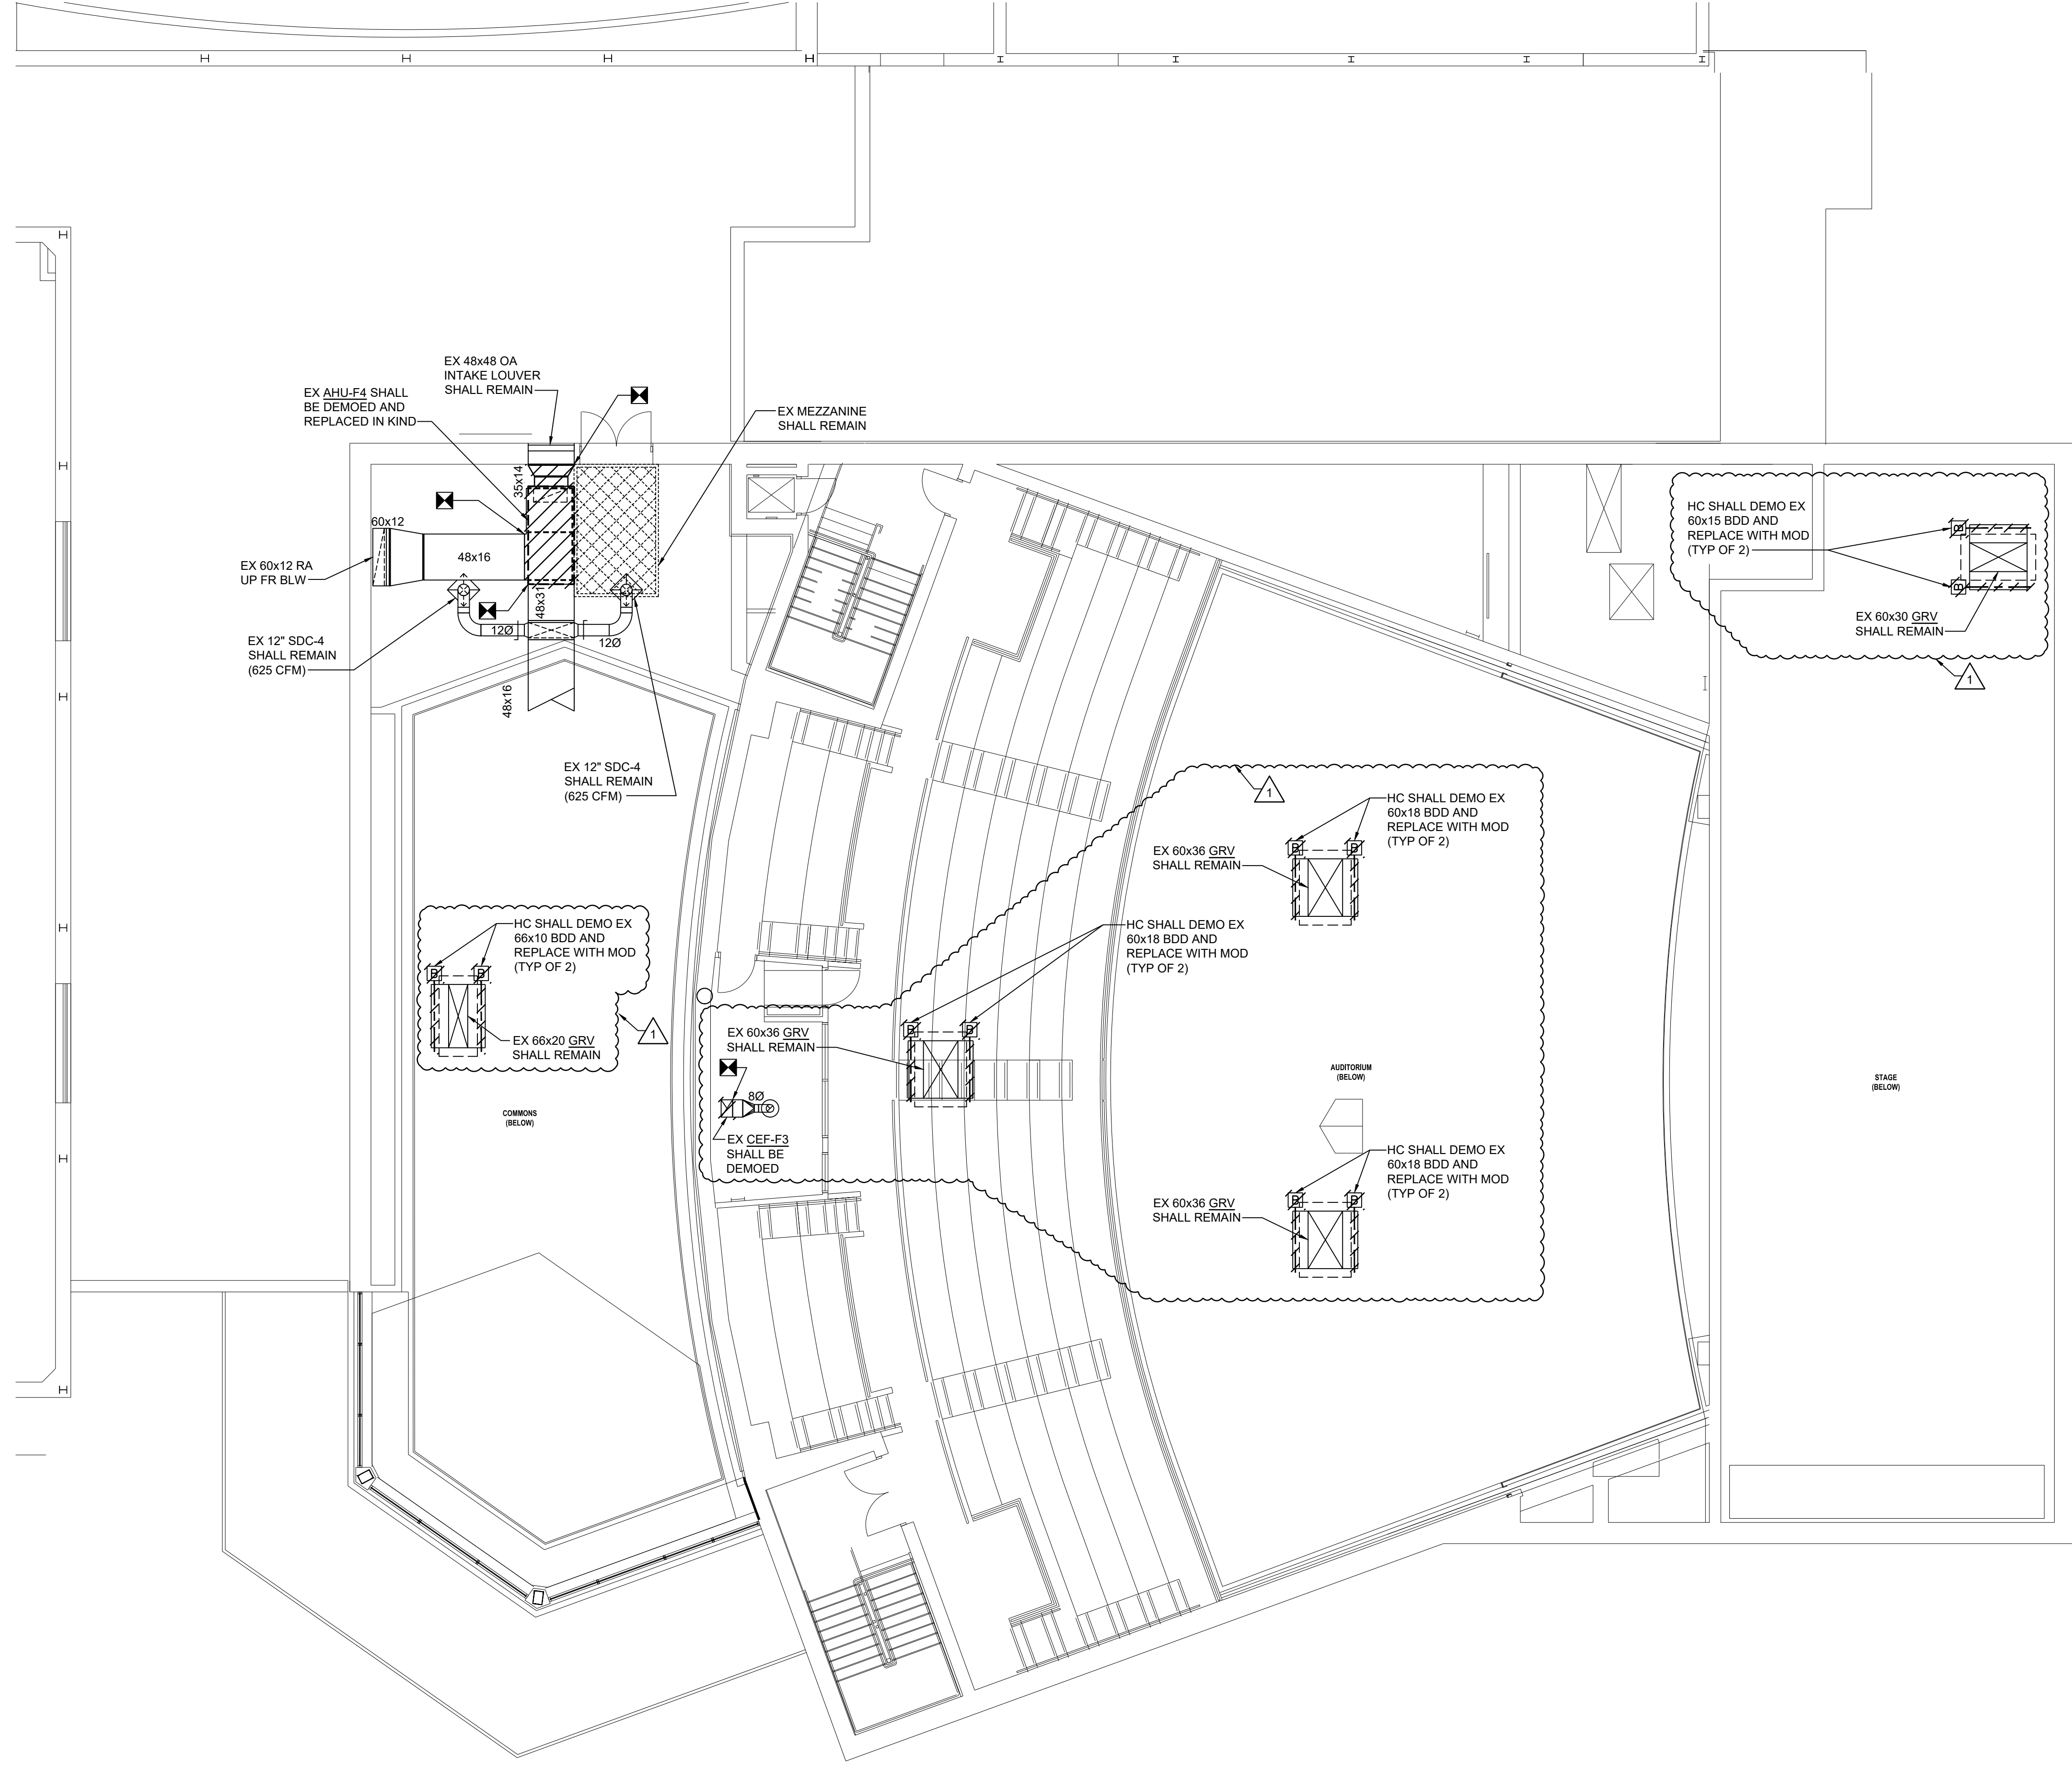 EX 48x48 OA
INTAKE LOUVER
SHALL REMAIN
EX AHU-F4 SHALL
BE DEMOED AND
REPLACED IN KIND
EX MEZZANINE
SHALL REMAIN
35x14
60x12
48x16
EX 60x12 RA
UP FR BLW
48x31
12Ø
12Ø
EX 12" SDC-4
SHALL REMAIN
(625 CFM)
48x16
EX 12" SDC-4
SHALL REMAIN
(625 CFM)
HC SHALL DEMO EX
60x15 BDD AND
REPLACE WITH MOD
(TYP OF 2)
B
B
EX 60x30 GRV
SHALL REMAIN
1
1
HC SHALL DEMO EX
60x18 BDD AND
REPLACE WITH MOD
(TYP OF 2)
B
B
EX 60x36 GRV
SHALL REMAIN
HC SHALL DEMO EX
66x10 BDD AND
REPLACE WITH MOD
(TYP OF 2)
B
B
EX 66x20 GRV
SHALL REMAIN
1
HC SHALL DEMO EX
60x18 BDD AND
REPLACE WITH MOD
(TYP OF 2)
B
B
EX 60x36 GRV
SHALL REMAIN
8Ø
EX CEF-F3
SHALL BE
DEMOED
COMMONS
(BELOW)
AUDITORIUM
(BELOW)
STAGE
(BELOW)
HC SHALL DEMO EX
60x18 BDD AND
REPLACE WITH MOD
(TYP OF 2)
B
B
EX 60x36 GRV
SHALL REMAIN